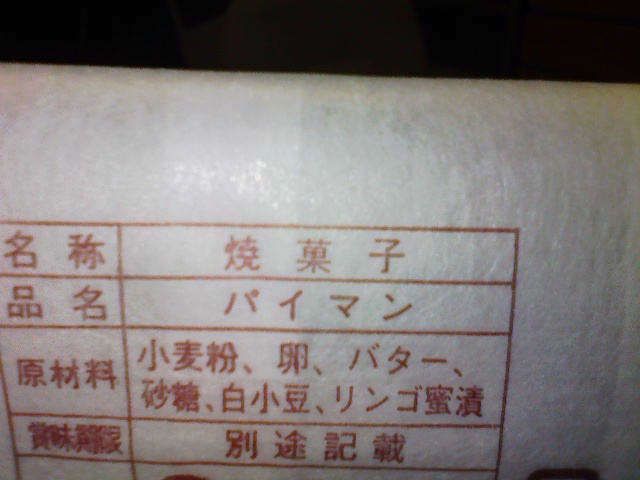 名称 焼菓子
品名 パイマン
原材料 小麦粉、卵、バター、
砂糖、白小豆、リンゴ蜜漬
賞味期限 別途記載